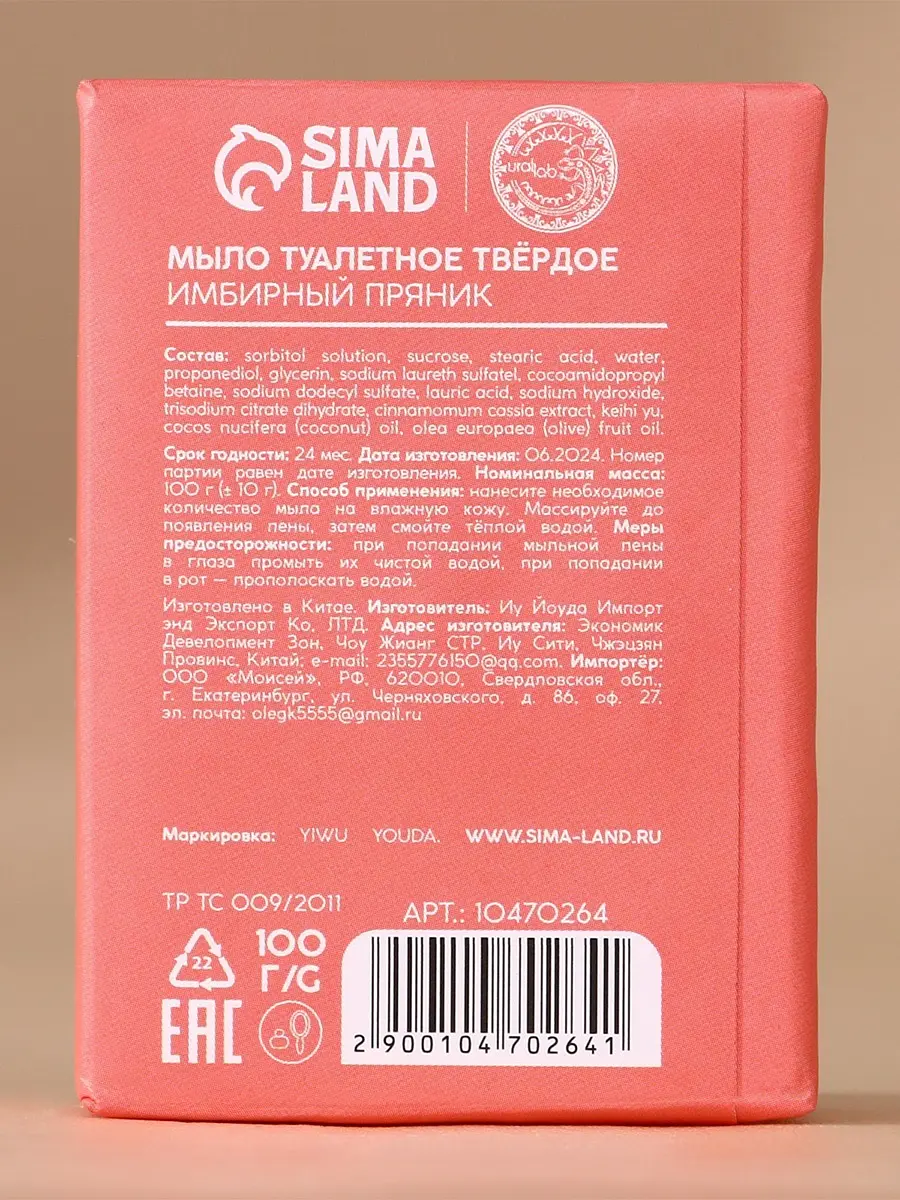 SIMA
LAND
ural lab
МЫЛО ТУАЛЕТНОЕ ТВЁРДОЕ
ИМБИРНЫЙ ПРЯНИК
Состав: sorbitol solution, sucrose, stearic acid, water,
propanediol, glycerin, sodium laureth sulfatel, cocoamidopropyl
betaine, sodium dodecyl sulfate, lauric acid, sodium hydroxide,
trisodium citrate dihydrate, cinnamomum cassia extract, keihi yu,
cocos nucifera (coconut) oil, olea europaea (olive) fruit oil.
Срок годности: 24 мес. Дата изготовления: 06.2024. Номер
партии равен дате изготовления. Номинальная масса:
100 г (± 10 г). Способ применения: нанесите необходимое
количество мыла на влажную кожу. Массируйте до
появления пены, затем смойте тёплой водой. Меры
предосторожности: при попадании мыльной пены
в глаза промыть их чистой водой, при попадании
в рот — прополоскать водой.
Изготовлено в Китае. Изготовитель: Иу Йоуда Импорт
энд Экспорт Ко, ЛТД. Адрес изготовителя: Экономик
Девелопмент Зон, Чоу Жианг СТР, Иу Сити, Чжэцзян
Провинс, Китай; e-mail: 2355776150@qq.com. Импортёр:
ООО «Моисей», РФ, 620010, Свердловская обл.,
г. Екатеринбург, ул. Черняховского, д. 86, оф. 27,
эл. почта: olegk5555@gmail.ru
Маркировка: YIWU YOUDA. WWW.SIMA-LAND.RU
ТР ТС 009/2011
АРТ.: 10470264
22
100
Г/G
EAC
2 900104 702641